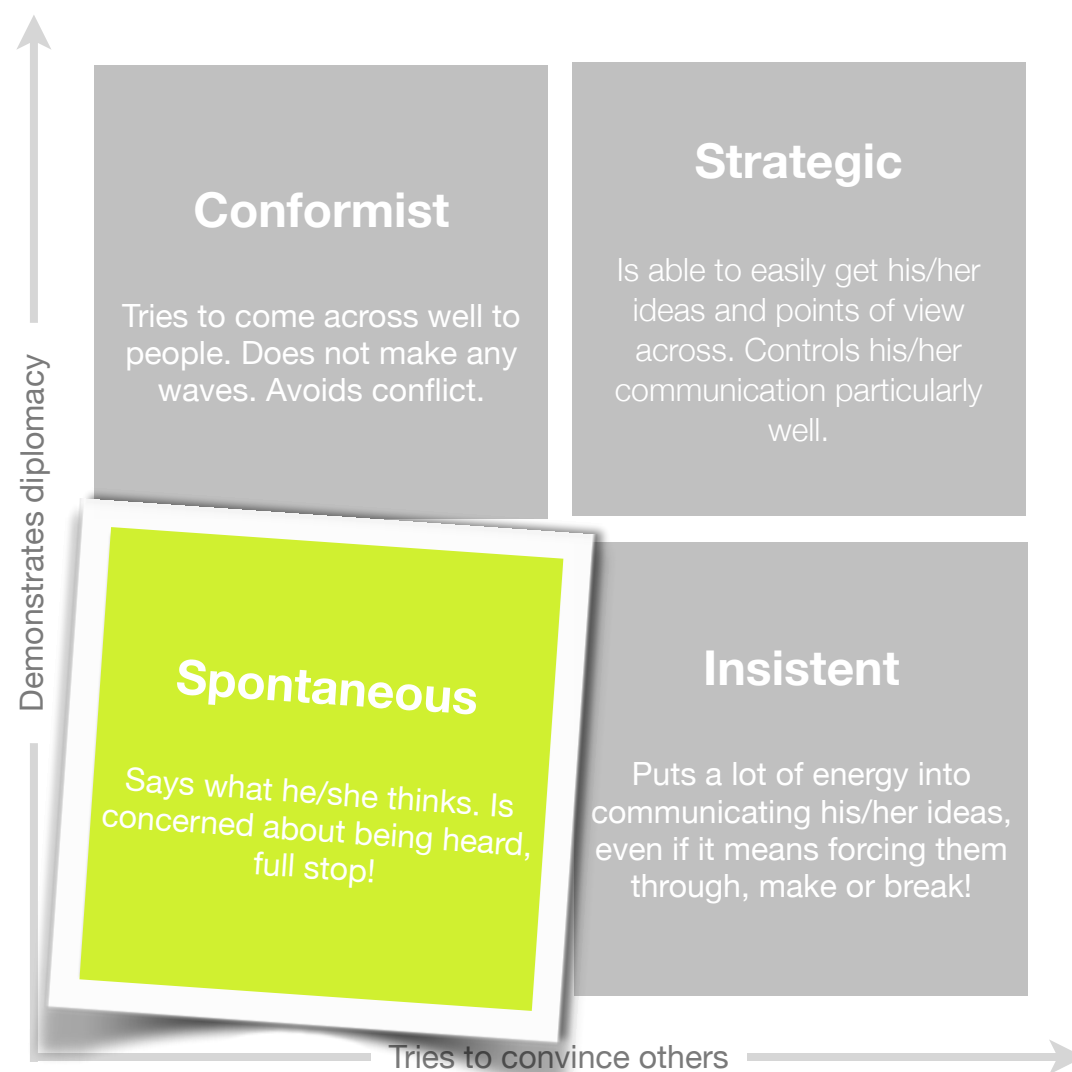 Conformist
Tries to come across well to
people. Does not make any
waves. Avoids conflict.
Strategic
Is able to easily get his/her
ideas and points of view
across. Controls his/her
communication particularly
well.
Demonstrates diplomacy
Spontaneous
Says what he/she thinks. Is
concerned about being heard,
full stop!
Insistent
Puts a lot of energy into
communicating his/her ideas,
even if it means forcing them
through, make or break!
Tries to convince others